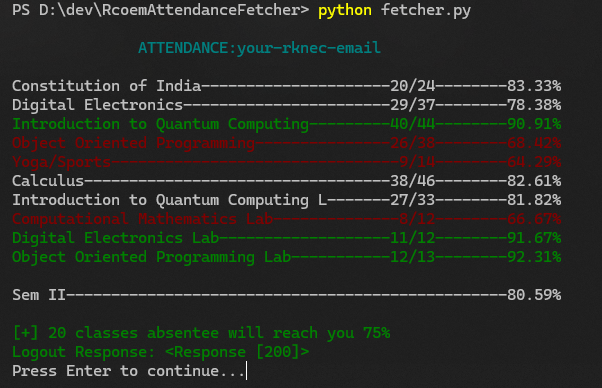 PS D:\dev\RcoemAttendanceFetcher> python fetcher.py
ATTENDANCE:your-rknec-email
Constitution of India---------------------20/24--------83.33%
Digital Electronics-----------------------29/37--------78.38%
Introduction to Quantum Computing---------40/44--------90.91%
Object Oriented Programming---------------26/38--------68.42%
Yoga/Sports-------------------------------9/14---------64.29%
Calculus----------------------------------38/46--------82.61%
Introduction to Quantum Computing L-------27/33--------81.82%
Computational Mathematics Lab-------------8/12---------66.67%
Digital Electronics Lab-------------------11/12--------91.67%
Object Oriented Programming Lab-----------12/13--------92.31%
Sem II-------------------------------------------------80.59%
[+] 20 classes absentee will reach you 75%
Logout Response: <Response [200]>
Press Enter to continue...